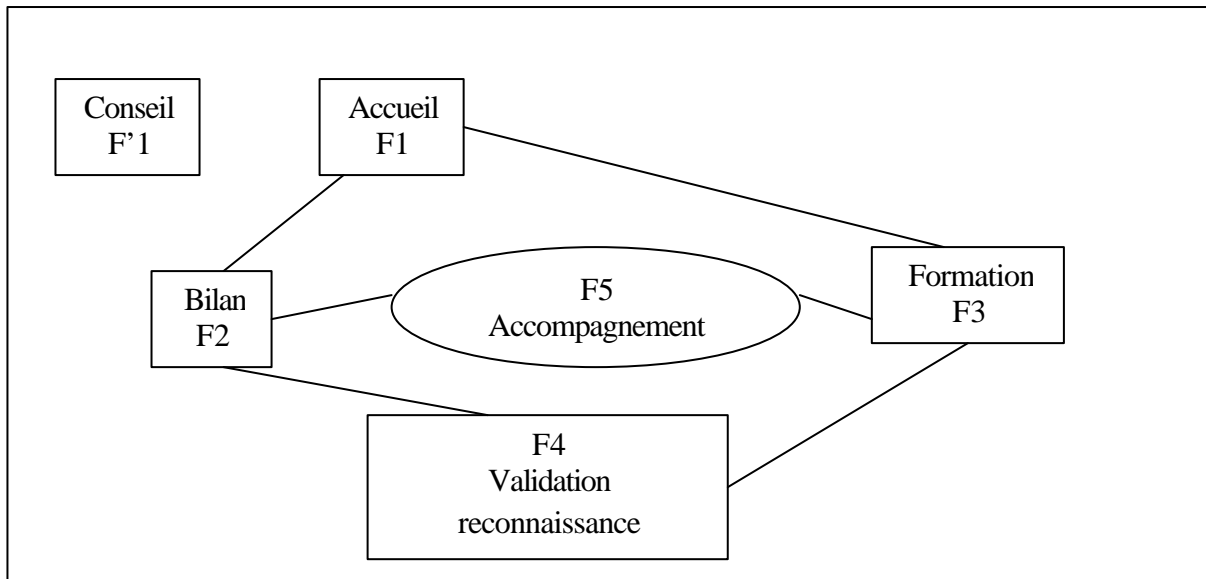 Conseil
F’1
Accueil
F1
Bilan
F2
F5
Accompagnement
Formation
F3
F4
Validation
reconnaissance